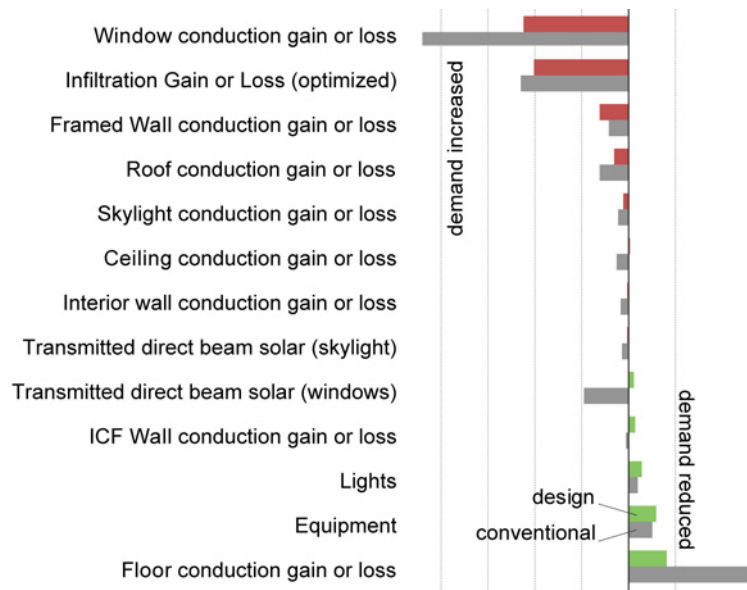 Window conduction gain or loss
Infiltration Gain or Loss (optimized)
Framed Wall conduction gain or loss
Roof conduction gain or loss
Skylight conduction gain or loss
Ceiling conduction gain or loss
Interior wall conduction gain or loss
Transmitted direct beam solar (skylight)
Transmitted direct beam solar (windows)
ICF Wall conduction gain or loss
Lights
Equipment
Floor conduction gain or loss
demand increased
demand reduced
design
conventional